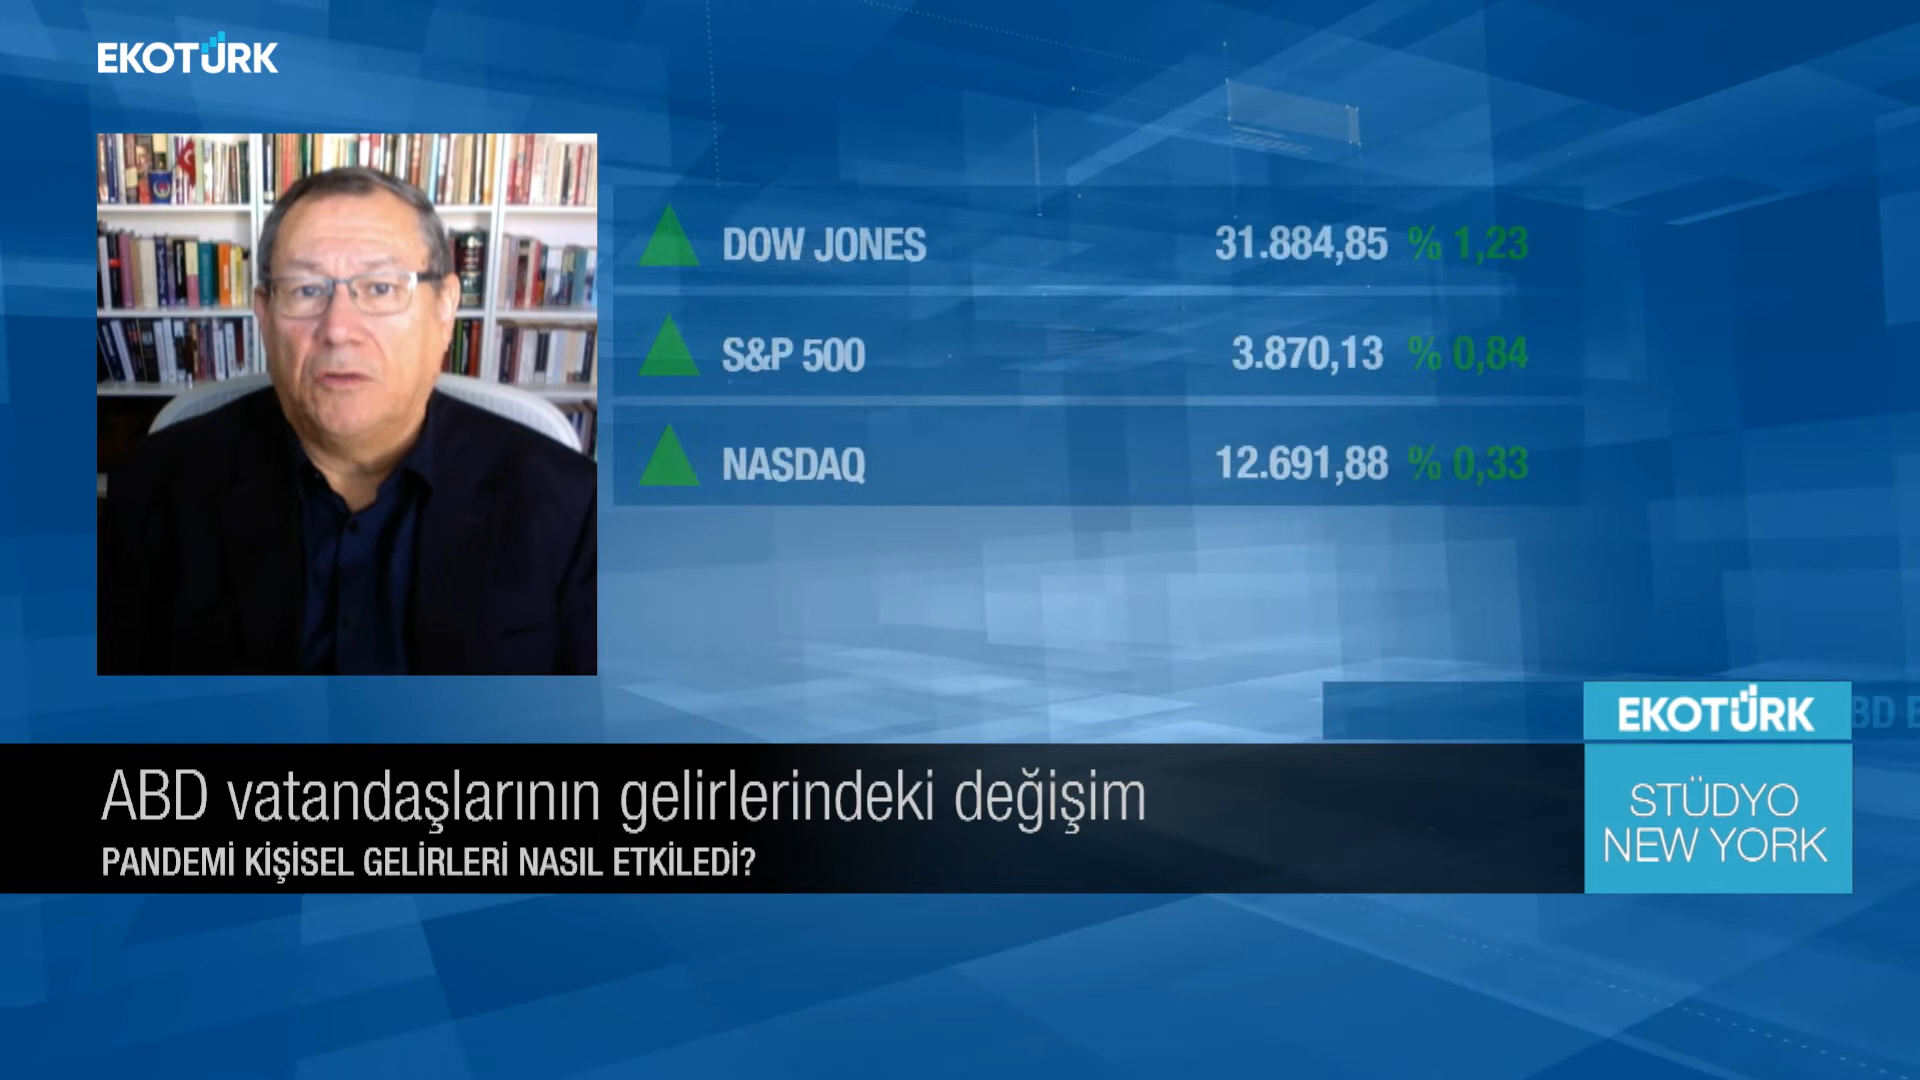 EKOTÜRK
DOW JONES 31.884,85 % 1,23
S&P 500 3.870,13 % 0,84
NASDAQ 12.691,88 % 0,33
EKOTÜRK
ABD vatandaşlarının gelirlerindeki değişim
PANDEMİ KİŞİSEL GELİRLERİ NASIL ETKİLEDİ?
STÜDYO
NEW YORK